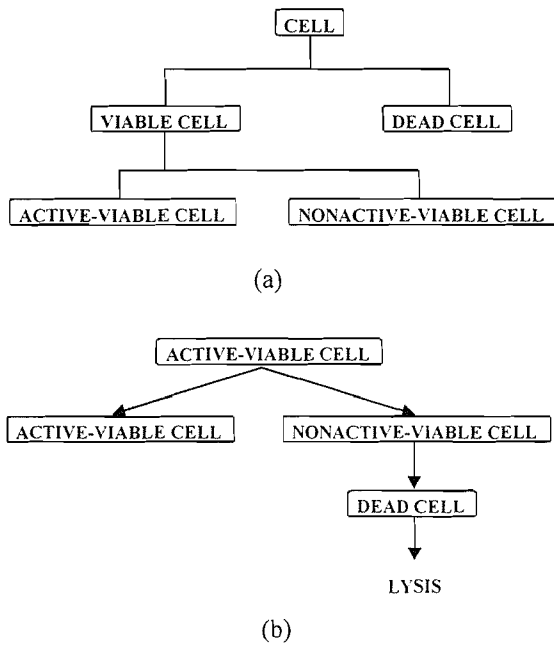 CELL
VIABLE CELL
DEAD CELL
ACTIVE-VIABLE CELL
NONACTIVE-VIABLE CELL
(a)
ACTIVE-VIABLE CELL
ACTIVE-VIABLE CELL
NONACTIVE-VIABLE CELL
DEAD CELL
LYSIS
(b)